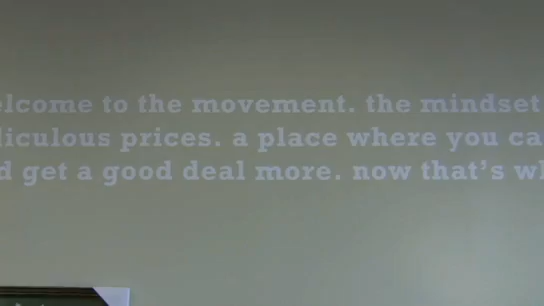 elcome to the movement. the mindset
diculous prices. a place where you ca
d get a good deal more. now that's wh